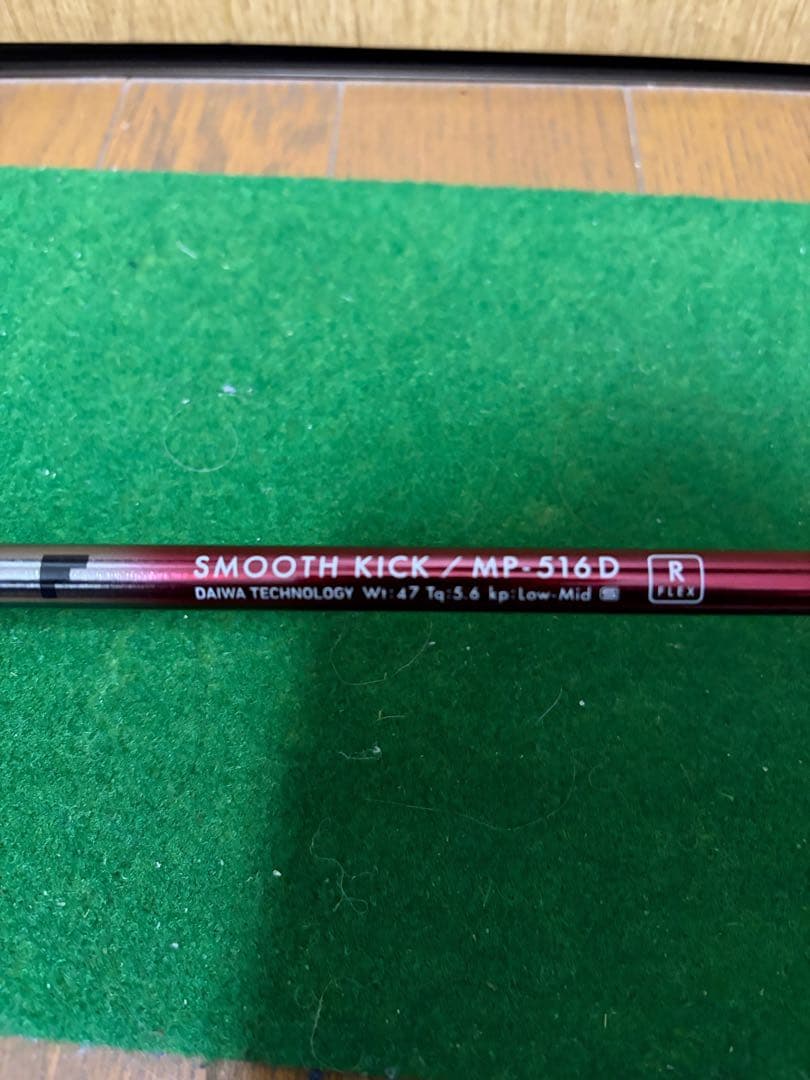 SMOOTH KICK / MP-516D
DAIWA TECHNOLOGY Wt:47 Tq:5.6 kp:Low-Mid
R
FLEX